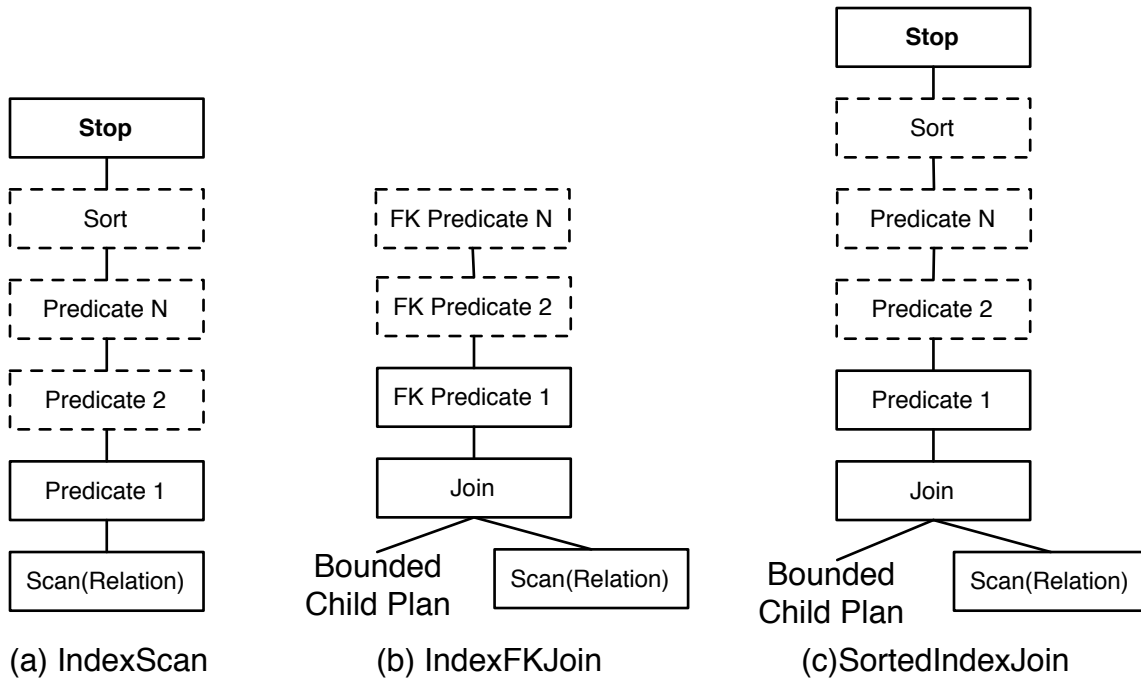 Stop
Sort
Predicate N
Predicate 2
Predicate 1
Scan(Relation)
(a) IndexScan
FK Predicate N
FK Predicate 2
FK Predicate 1
Join
Bounded
Child Plan
Scan(Relation)
(b) IndexFKJoin
Stop
Sort
Predicate N
Predicate 2
Predicate 1
Join
Bounded
Child Plan
Scan(Relation)
(c)SortedIndexJoin